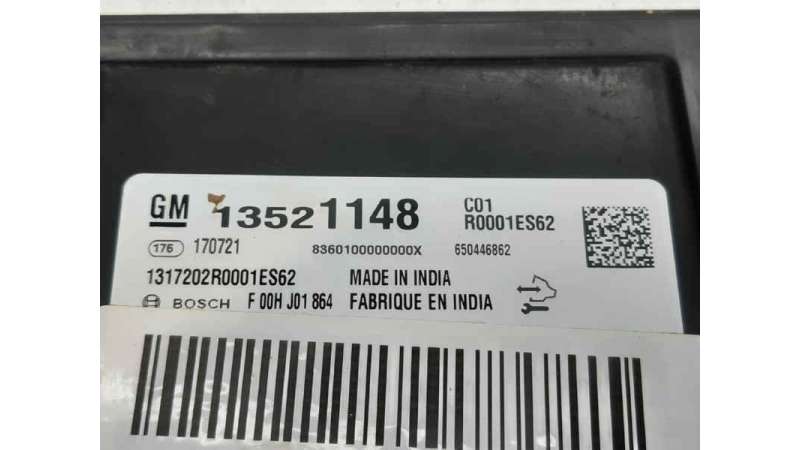 GM 13521148 C01
R0001ES62
176 170721 8360100000000X 650446862
1317202R0001ES62 MADE IN INDIA
BOSCH F 00H J01 864 FABRIQUE EN INDIA